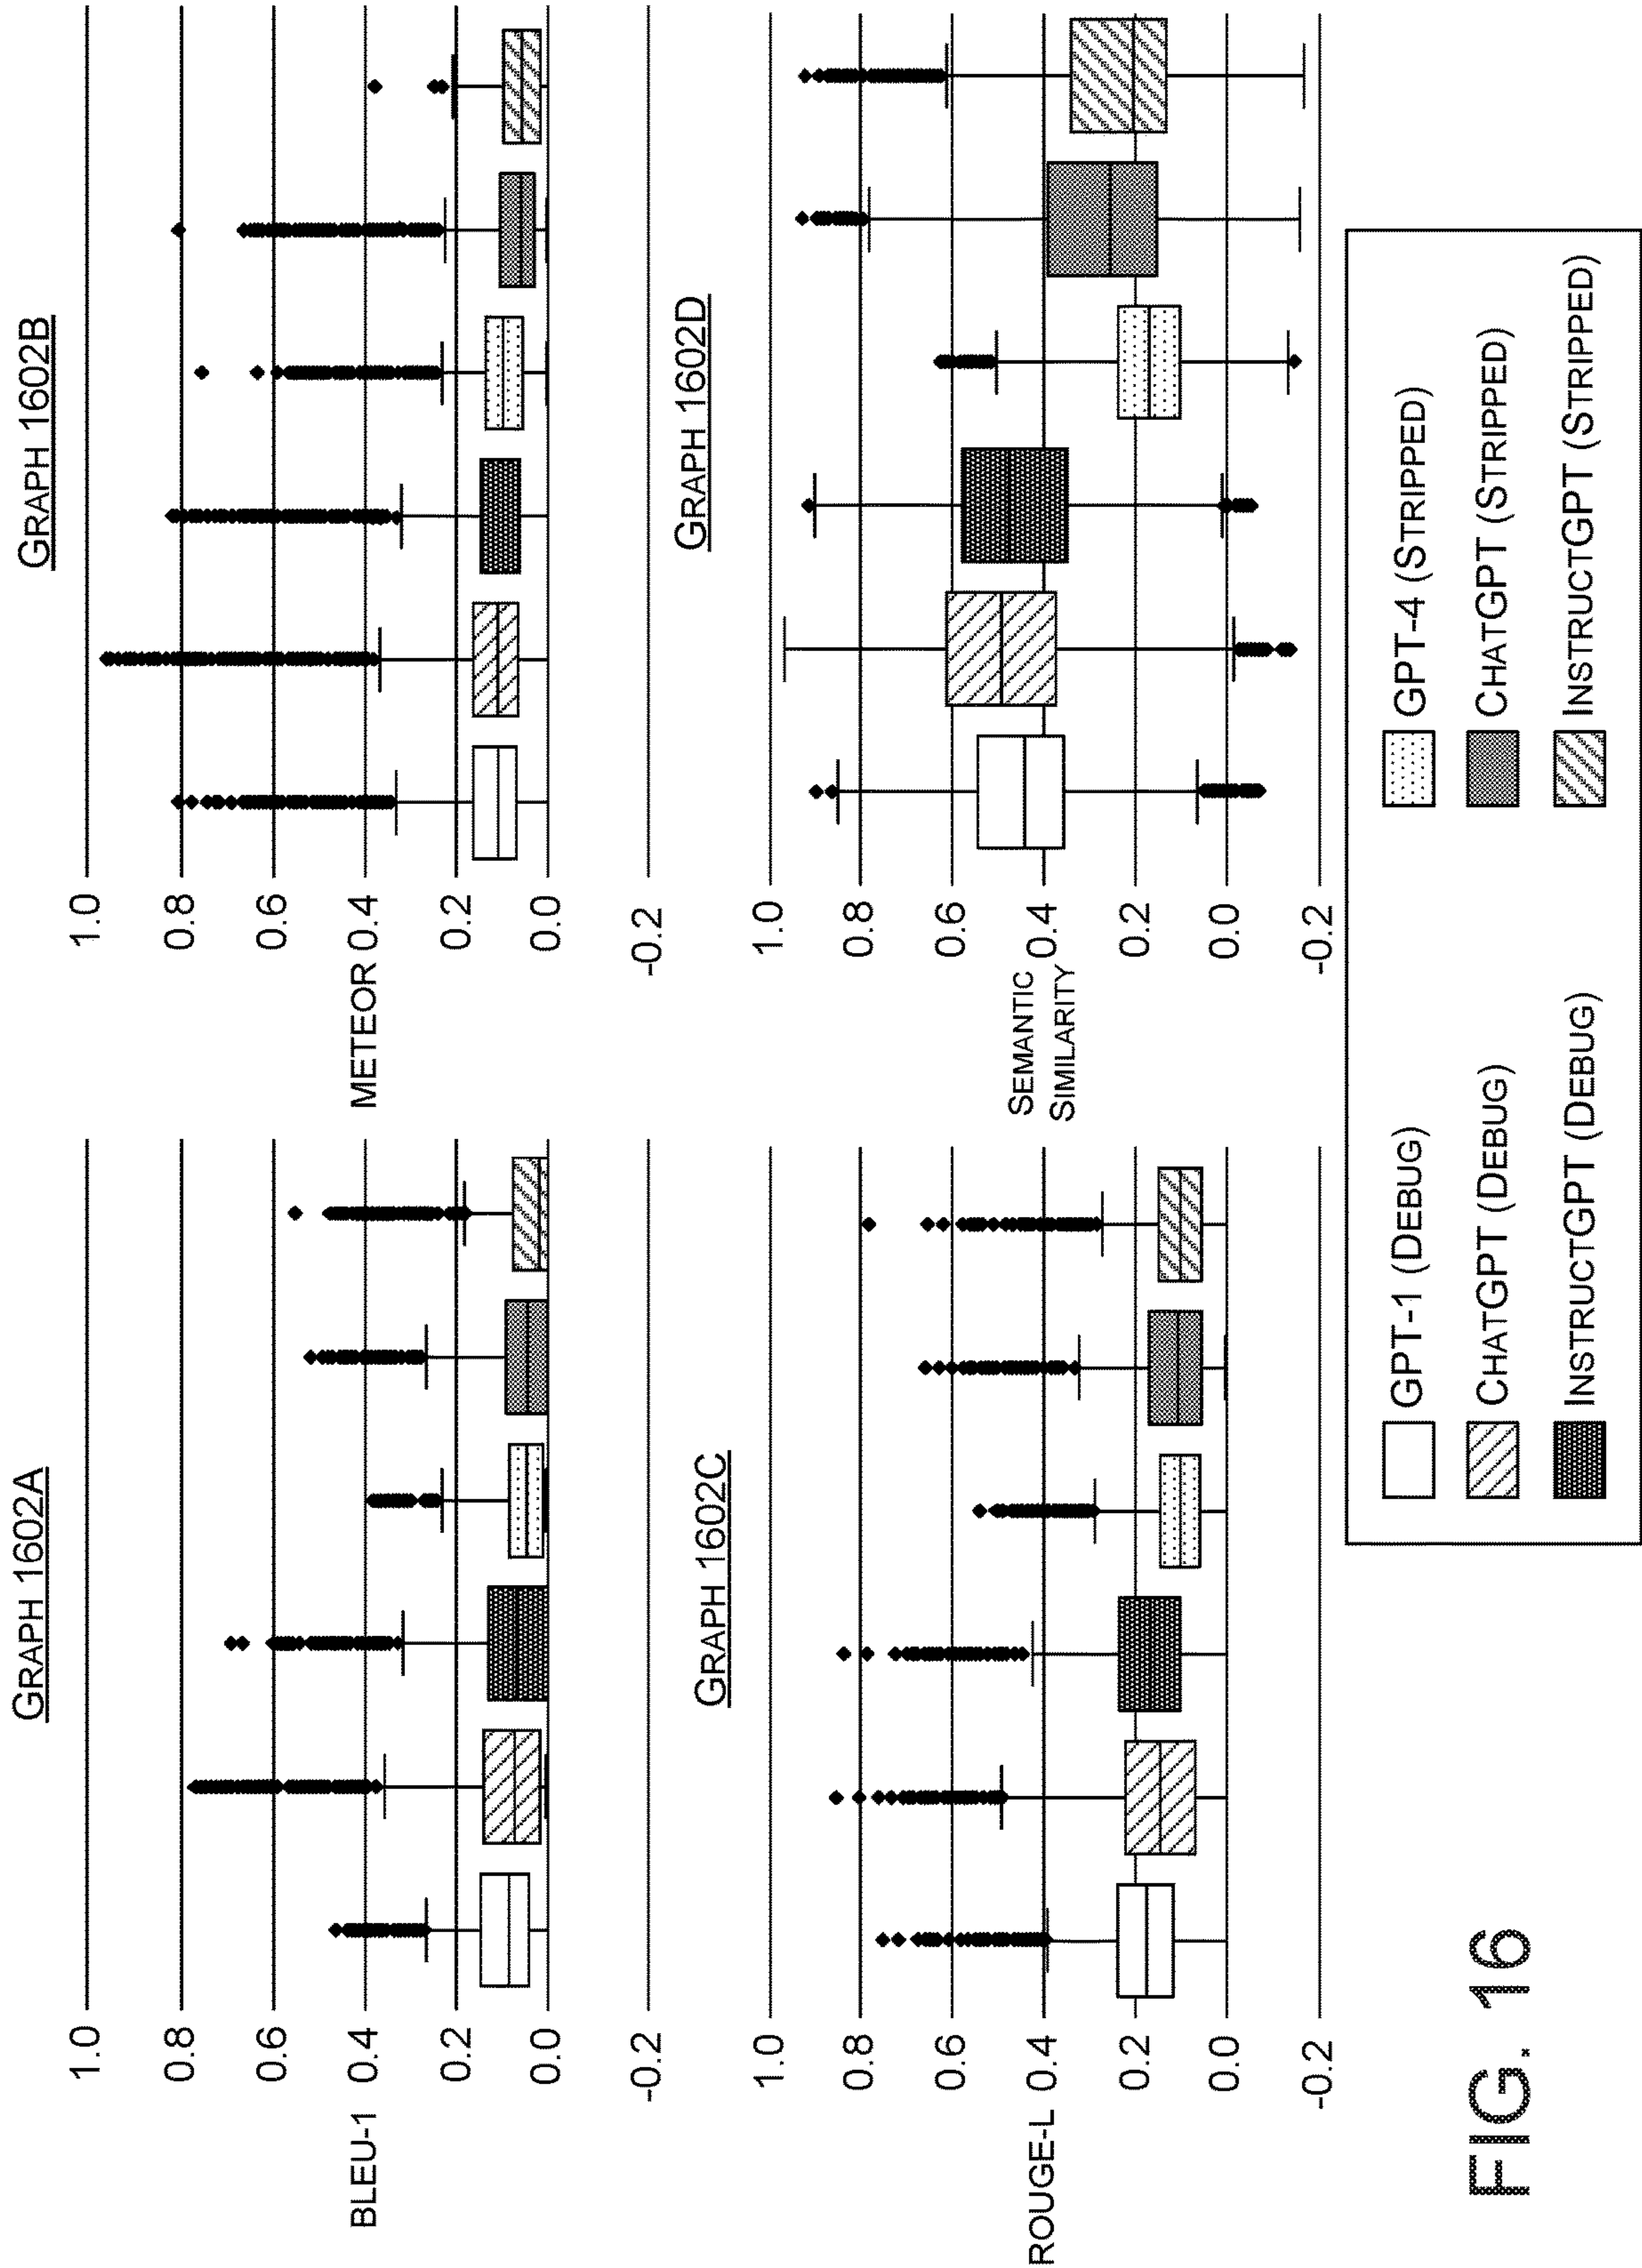 GRAPH 1602A
1.0
0.8
0.6
BLEU-1 0.4
0.2
0.0
-0.2
GRAPH 1602B
1.0
0.8
0.6
METEOR 0.4
0.2
0.0
-0.2
GRAPH 1602C
1.0
0.8
0.6
ROUGE-L 0.4
0.2
0.0
-0.2
GRAPH 1602D
1.0
0.8
0.6
SEMANTIC
SIMILARITY
0.4
0.2
0.0
-0.2
GPT-1 (DEBUG)
GPT-4 (STRIPPED)
CHATGPT (DEBUG)
CHATGPT (STRIPPED)
INSTRUCTGPT (DEBUG)
INSTRUCTGPT (STRIPPED)
FIG. 16